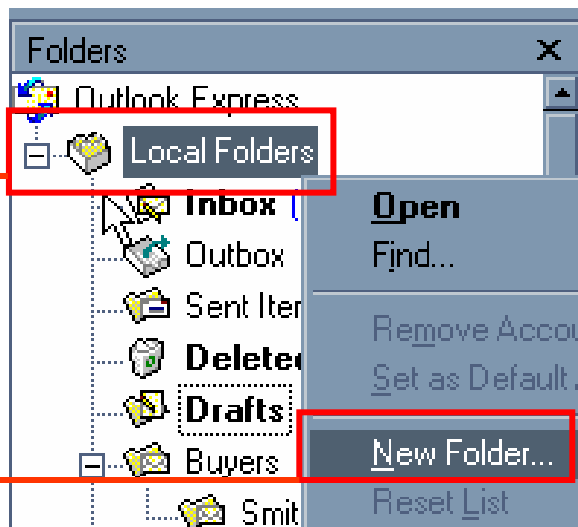 Folders
Outlook Express
Local Folders
Inbox (
Open
Outbox
Find...
Sent Iter
Remove Accou
Deleted
Set as Default
Drafts
Buyers
New Folder...
Smit
Reset List